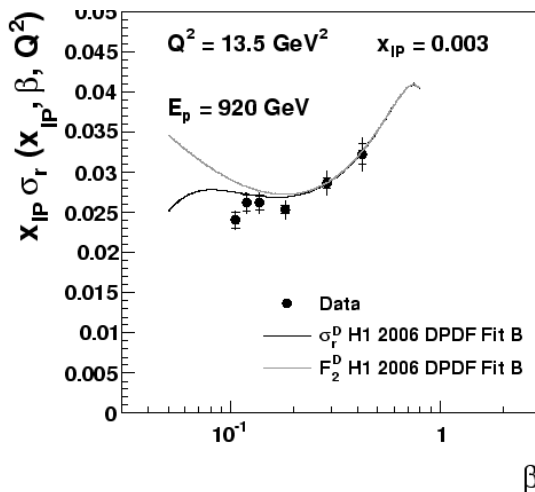 x_IP σ_r (x_IP, β, Q²)
0.05
0.045
0.04
0.035
0.03
0.025
0.02
0.015
0.01
0.005
0
Q² = 13.5 GeV² x_IP = 0.003
E_p = 920 GeV
Data
σ_r^D H1 2006 DPDF Fit B
F_2^D H1 2006 DPDF Fit B
10⁻¹ 1
β